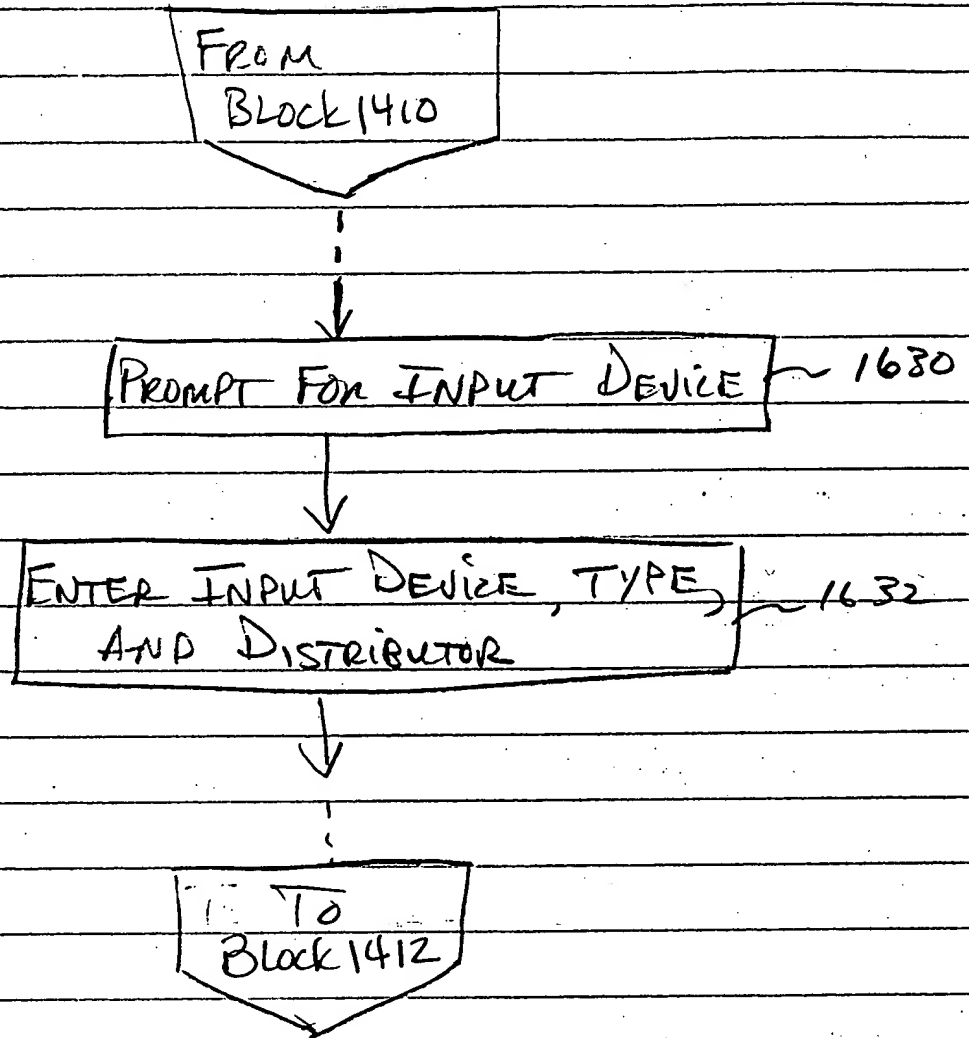 FROM
BLOCK 1410
PROMPT FOR INPUT DEVICE
1630
ENTER INPUT DEVICE, TYPE,
AND DISTRIBUTOR
1632
TO
BLOCK 1412